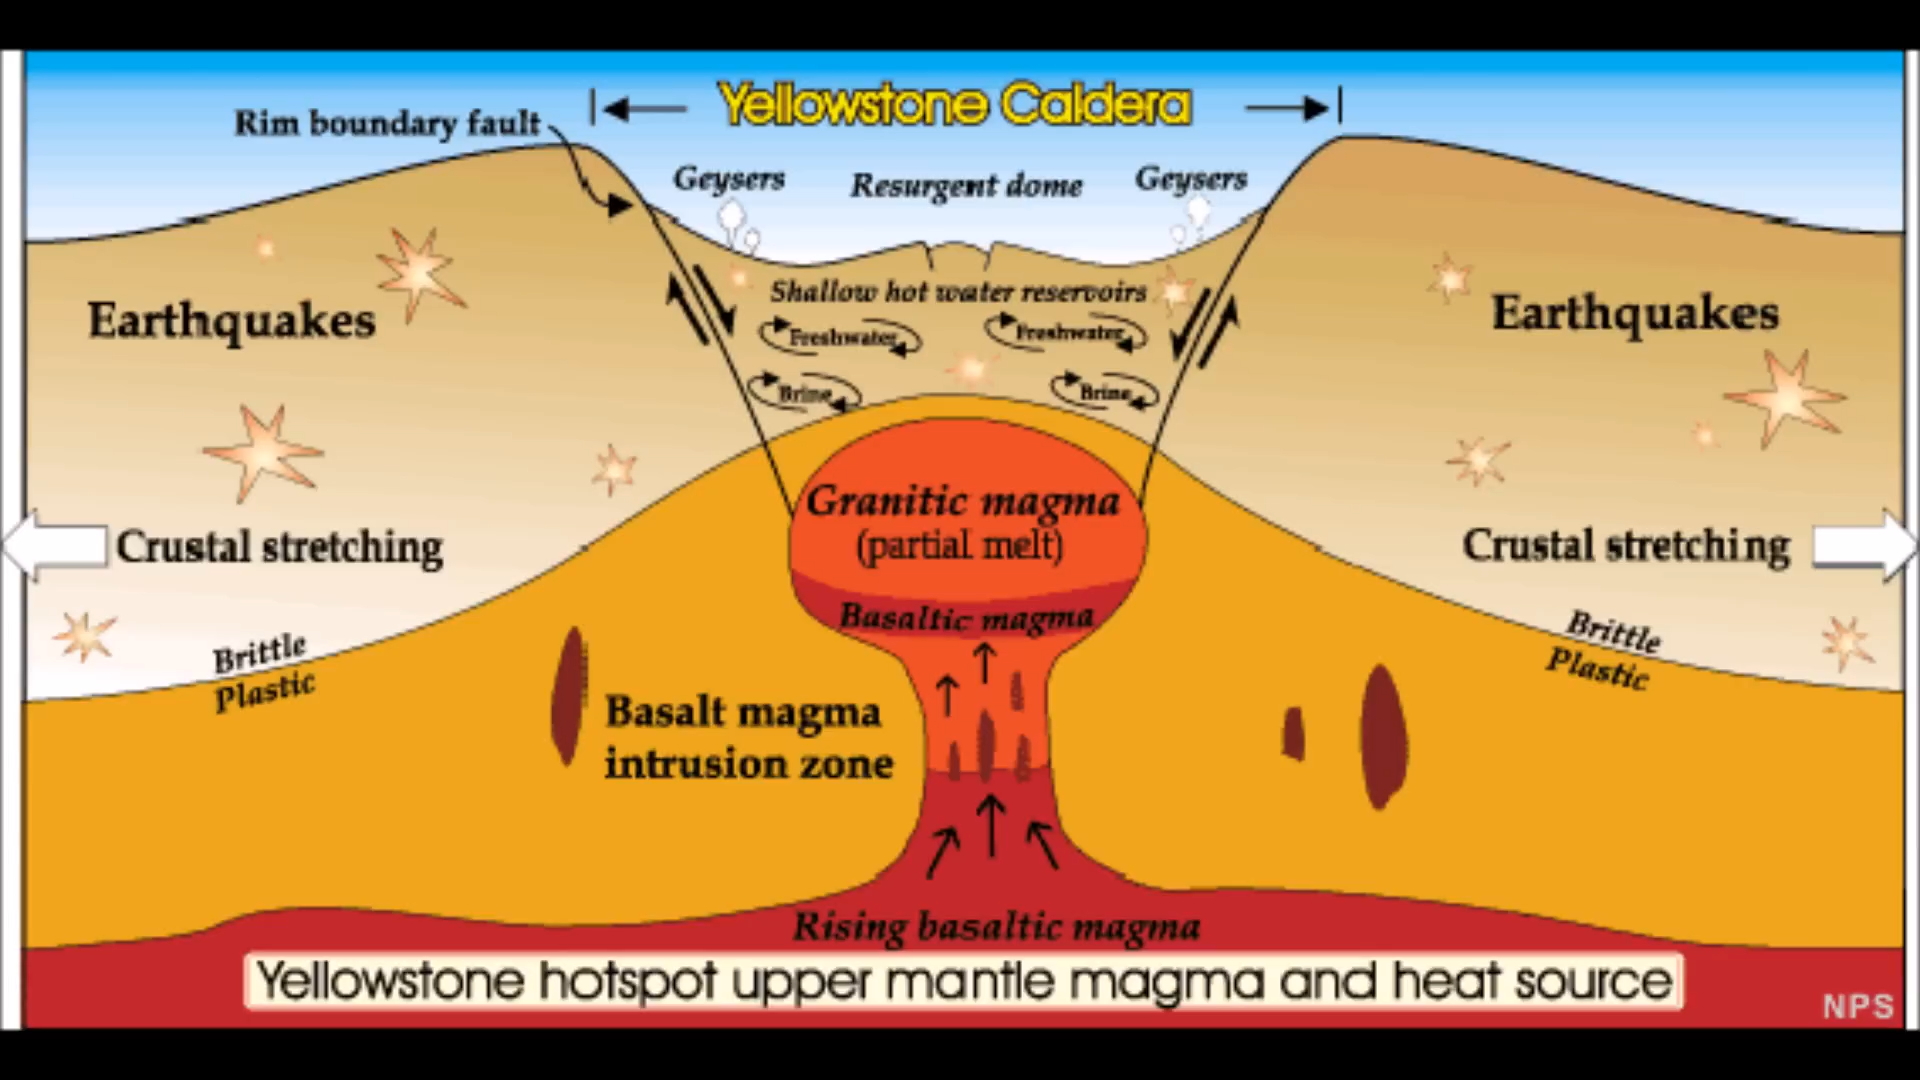 Yellowstone Caldera
Rim boundary fault
Geysers
Resurgent dome
Geysers
Shallow hot water reservoirs
Freshwater
Freshwater
Brine
Brine
Earthquakes
Earthquakes
Granitic magma
(partial melt)
Crustal stretching
Crustal stretching
Basaltic magma
Brittle
Plastic
Brittle
Plastic
Basalt magma
intrusion zone
Rising basaltic magma
Yellowstone hotspot upper mantle magma and heat source
NPS